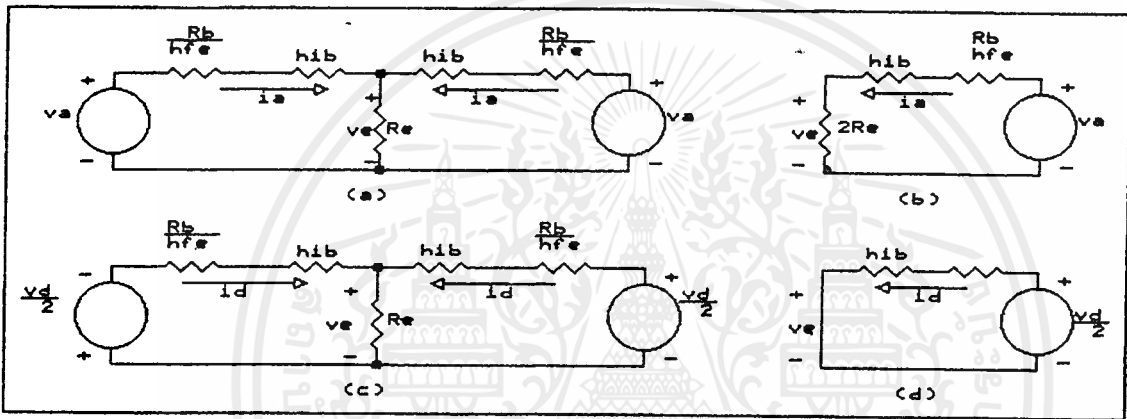 Rb
hfe
hib
hib
Rb
hfe
+
va
-
ia
+
ve
Re
-
ia
+
va
-
(a)
hib
Rb
hfe
ia
+
ve
2Re
-
+
va
-
(b)
Rb
hfe
hib
hib
Rb
hfe
-
vd
2
+
id
+
ve
Re
-
id
+
vd
2
-
(c)
hib
id
+
ve
-
+
vd
2
-
(d)